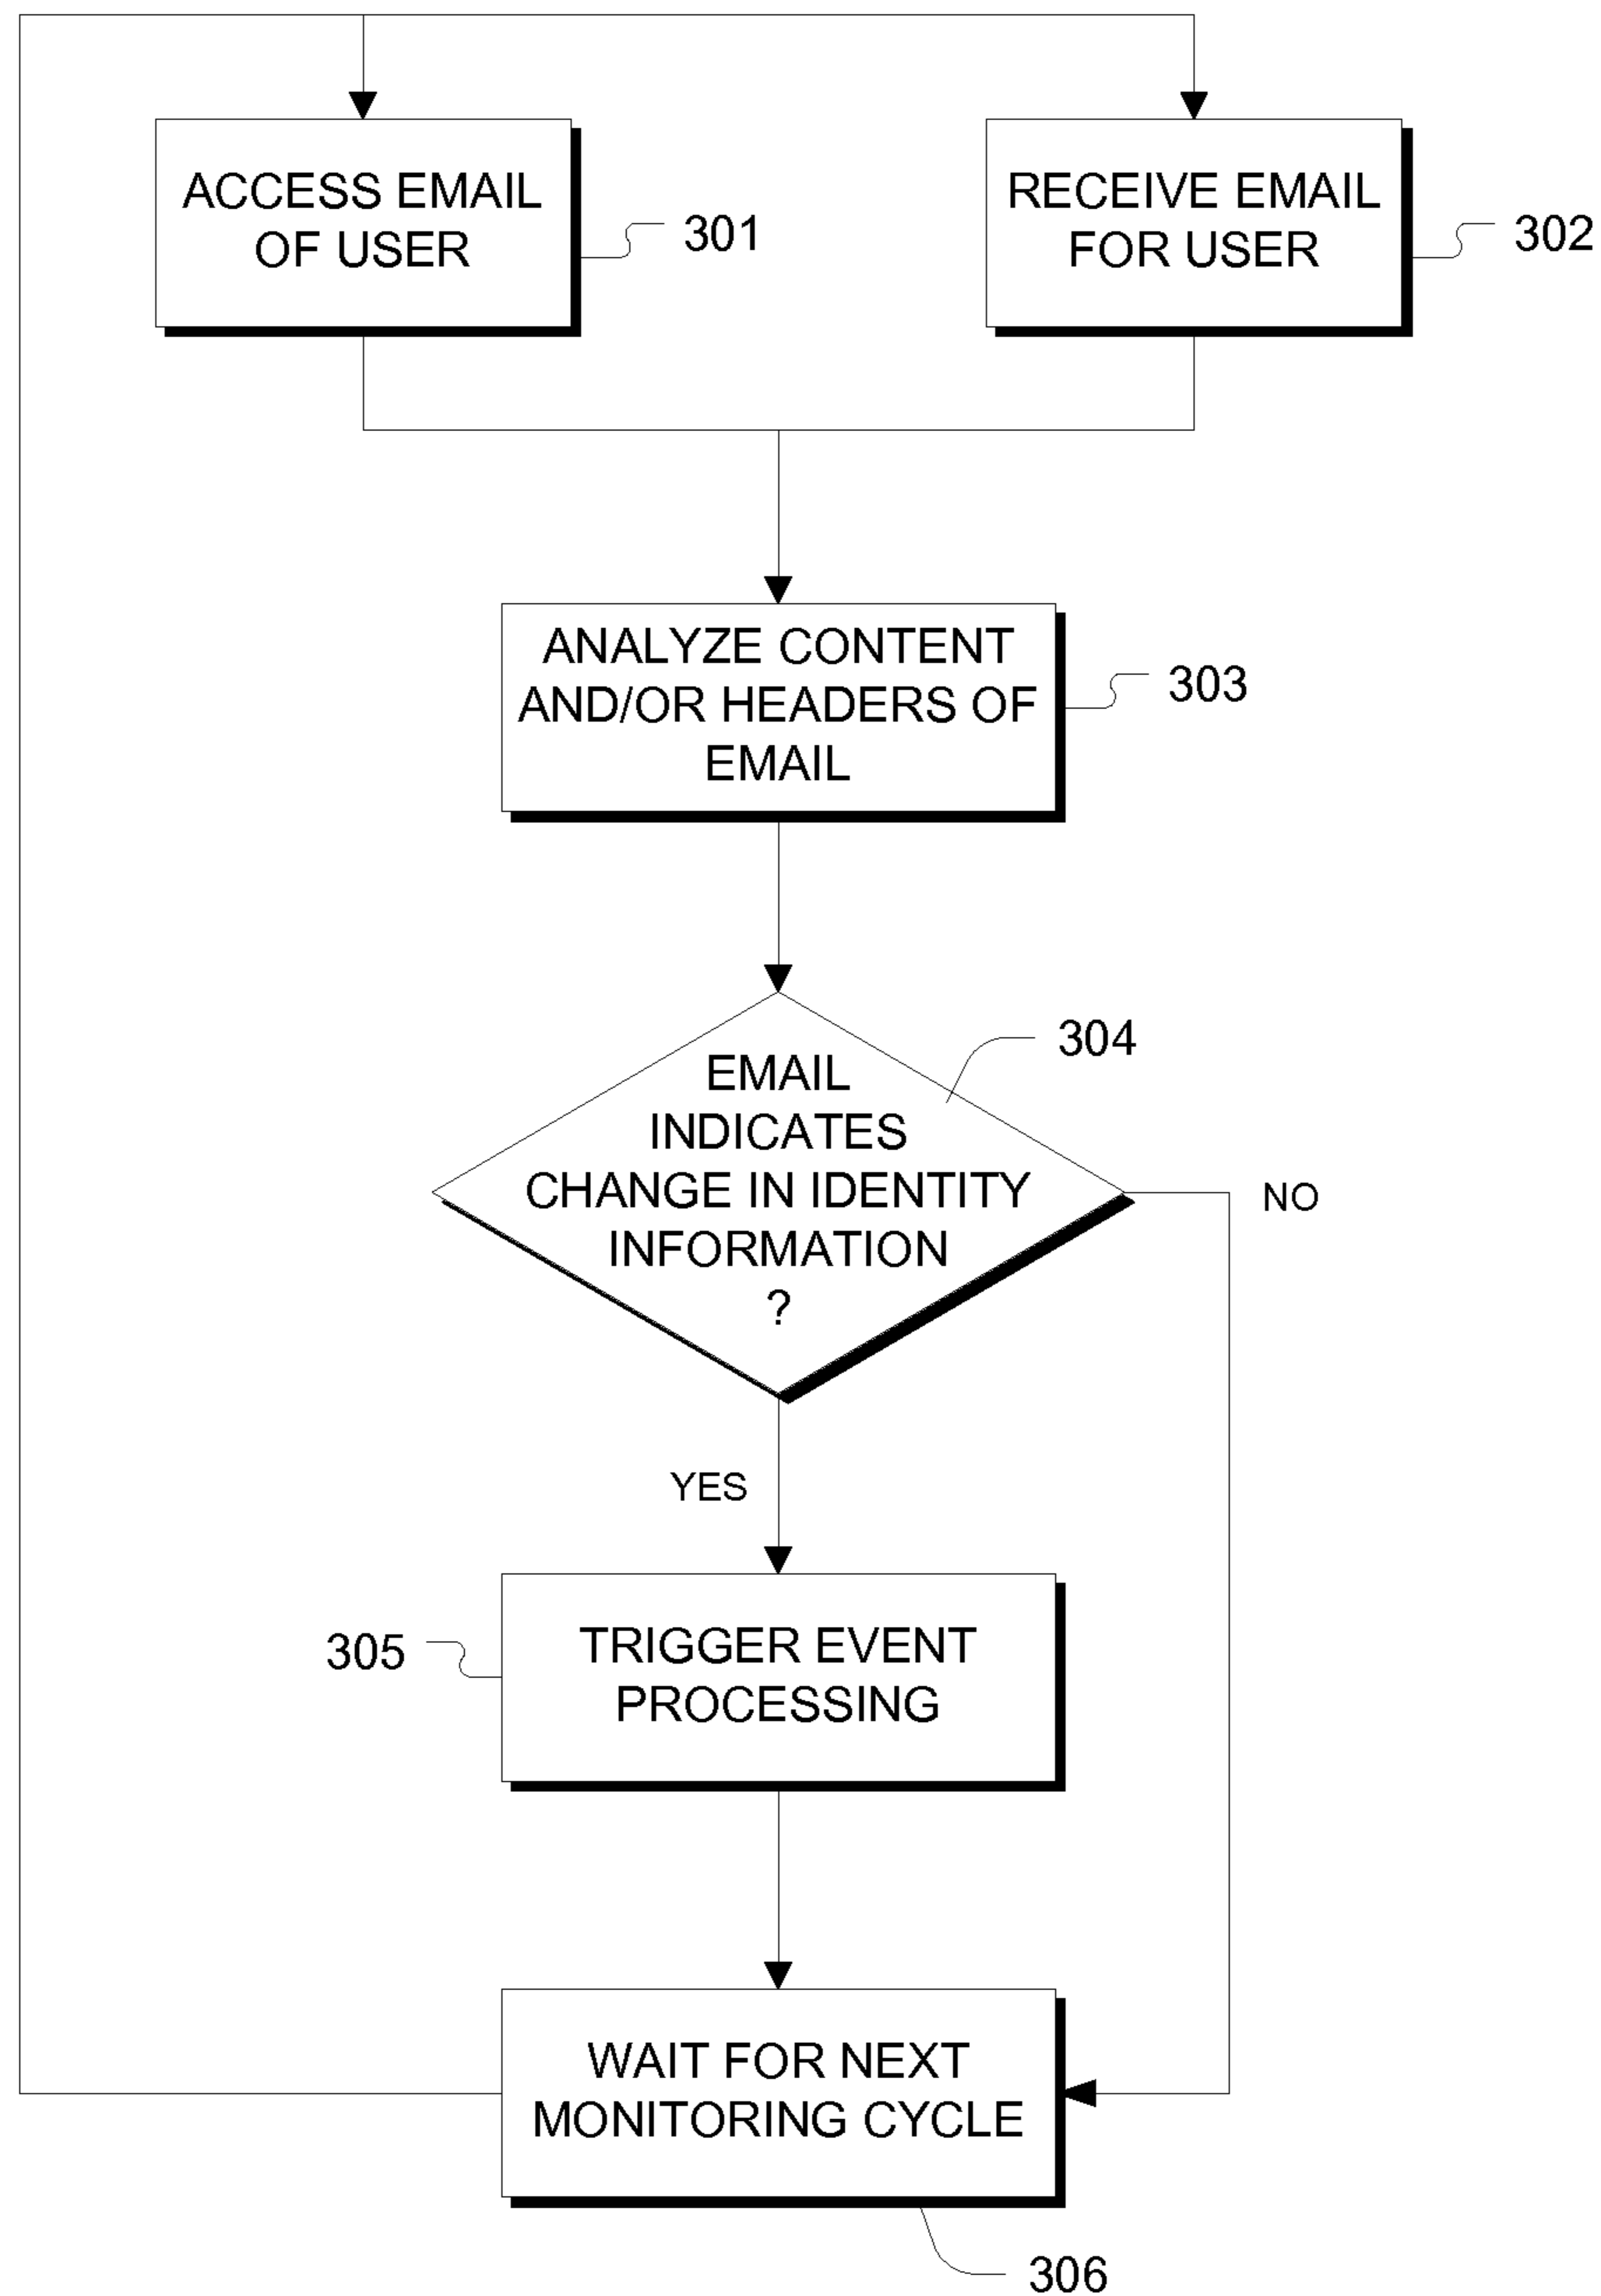 ACCESS EMAIL
OF USER
301
RECEIVE EMAIL
FOR USER
302
ANALYZE CONTENT
AND/OR HEADERS OF
EMAIL
303
EMAIL
INDICATES
CHANGE IN IDENTITY
INFORMATION
?
304
NO
YES
TRIGGER EVENT
PROCESSING
305
WAIT FOR NEXT
MONITORING CYCLE
306